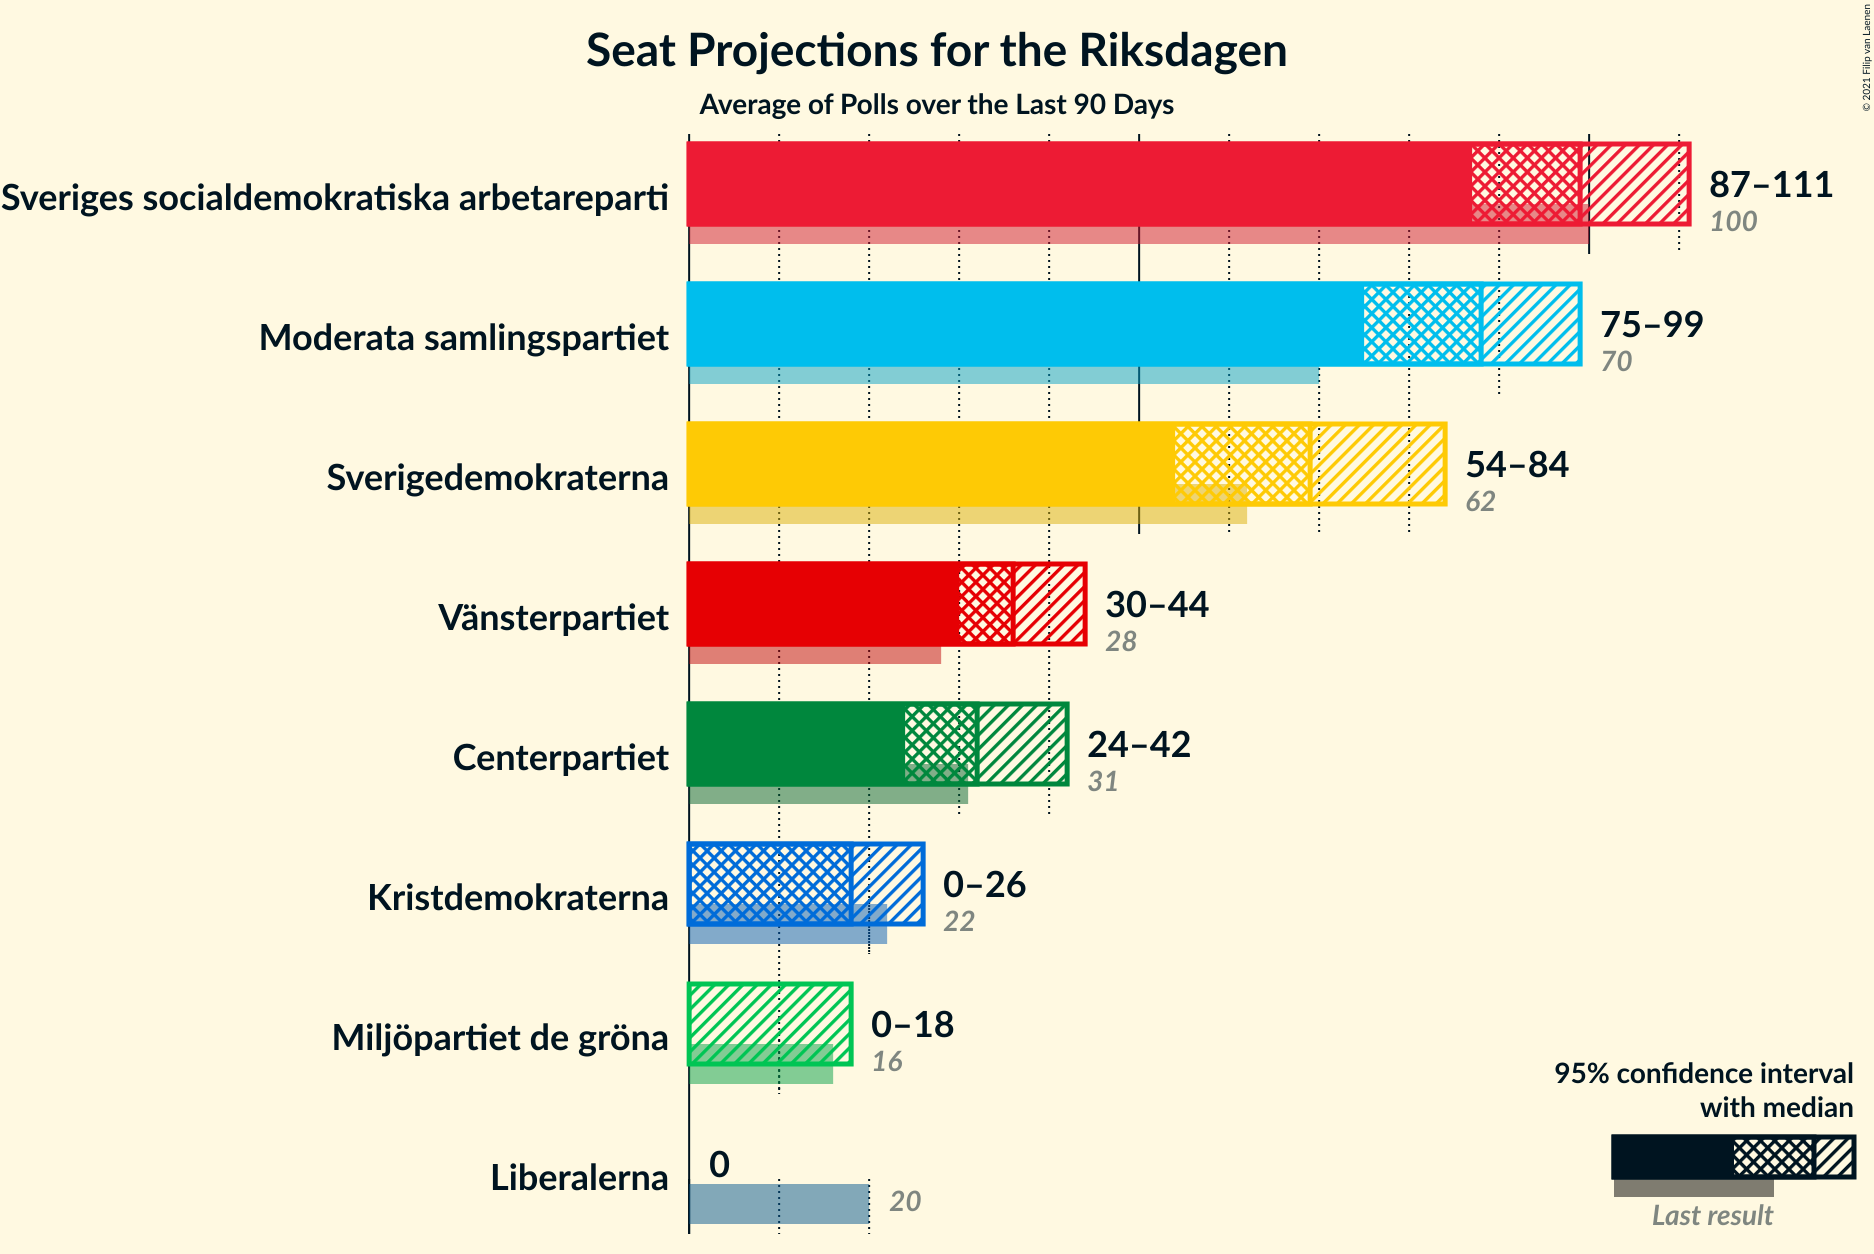 Seat Projections for the Riksdagen
Average of Polls over the Last 90 Days
© 2021 Filip van Laenen
Sveriges socialdemokratiska arbetareparti
87–111
100
Moderata samlingspartiet
75–99
70
Sverigedemokraterna
54–84
62
Vänsterpartiet
30–44
28
Centerpartiet
24–42
31
Kristdemokraterna
0–26
22
Miljöpartiet de gröna
0–18
16
Liberalerna
0
20
95% confidence interval
with median
Last result